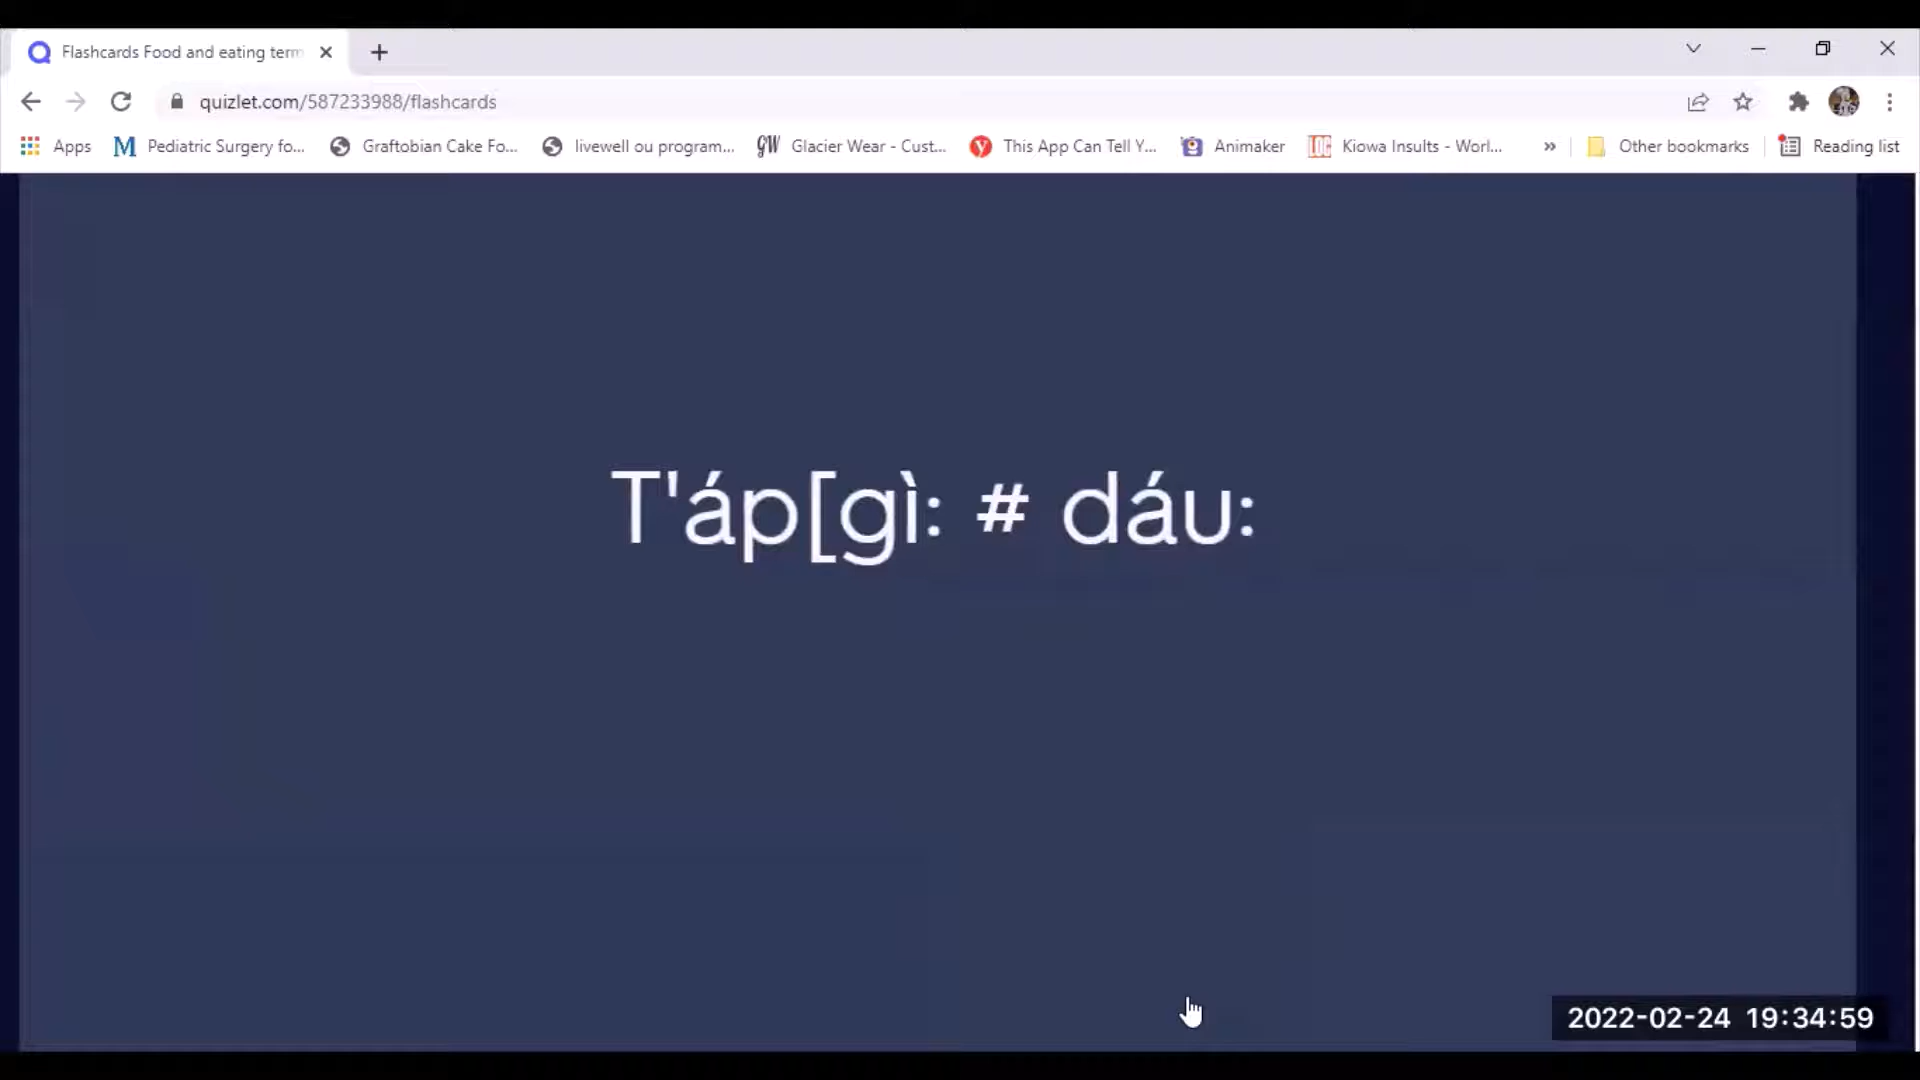 Flashcards Food and eating term
quizlet.com/587233988/flashcards
Apps
Pediatric Surgery fo...
Graftobian Cake Fo...
livewell ou program...
GW
Glacier Wear - Cust...
This App Can Tell Y...
Animaker
Kiowa Insults - Worl...
»
Other bookmarks
Reading list
T'áp[gì: # dáu:
2022-02-24 19:34:59